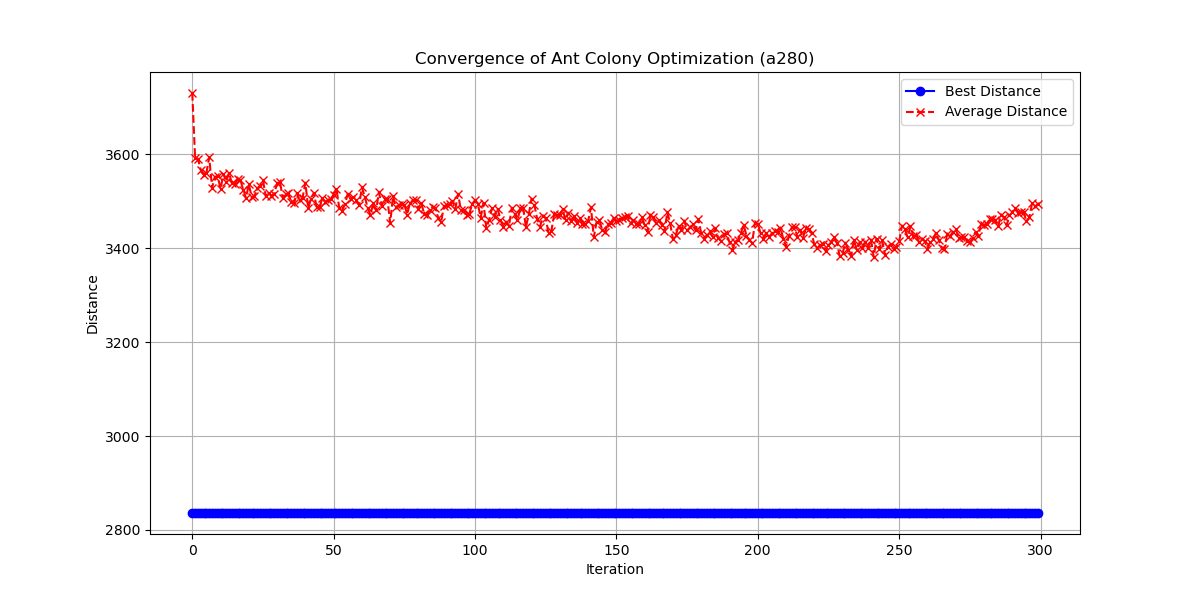 Convergence of Ant Colony Optimization (a280)
Best Distance
Average Distance
3600
3400
3200
3000
2800
Distance
0 50 100 150 200 250 300
Iteration